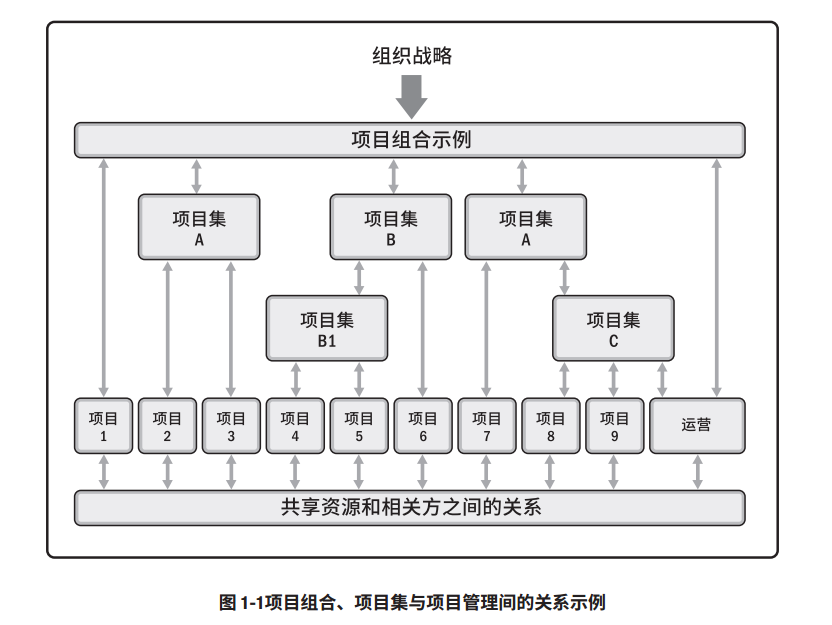 组织战略
项目组合示例
项目集
A
项目集
B
项目集
A
项目集
B1
项目集
C
项目
1
项目
2
项目
3
项目
4
项目
5
项目
6
项目
7
项目
8
项目
9
运营
共享资源和相关方之间的关系
图 1-1项目组合、项目集与项目管理间的关系示例